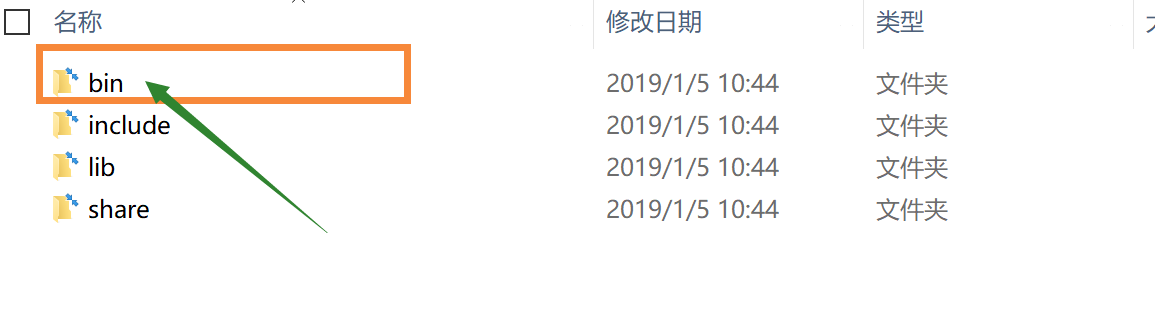 名称 修改日期 类型
bin 2019/1/5 10:44 文件夹
include 2019/1/5 10:44 文件夹
lib 2019/1/5 10:44 文件夹
share 2019/1/5 10:44 文件夹